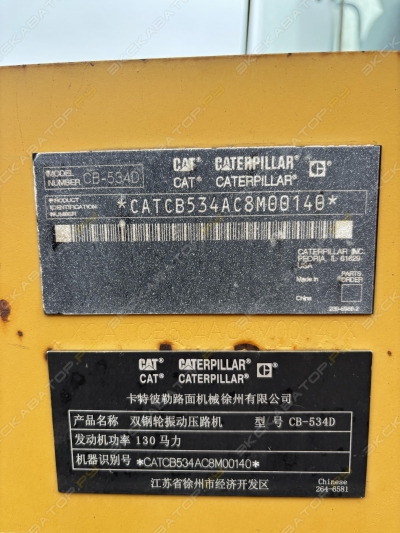 MODEL NUMBER CB-534D
CAT® CATERPILLAR®
CAT® CATERPILLAR®
PRODUCT IDENTIFICATION NUMBER
*CATCB534AC8M00140*
CATERPILLAR INC.
PEORIA, IL 61629
USA
Made in
China
PARTS ORDER
CAT® CATERPILLAR®
CAT® CATERPILLAR®
卡特彼勒路面机械徐州有限公司
产品名称 双钢轮振动压路机 型 号 CB-534D
发动机功率 130 马力
机器识别号 *CATCB534AC8M00140*
江苏省徐州市经济开发区
Chinese
264-6581